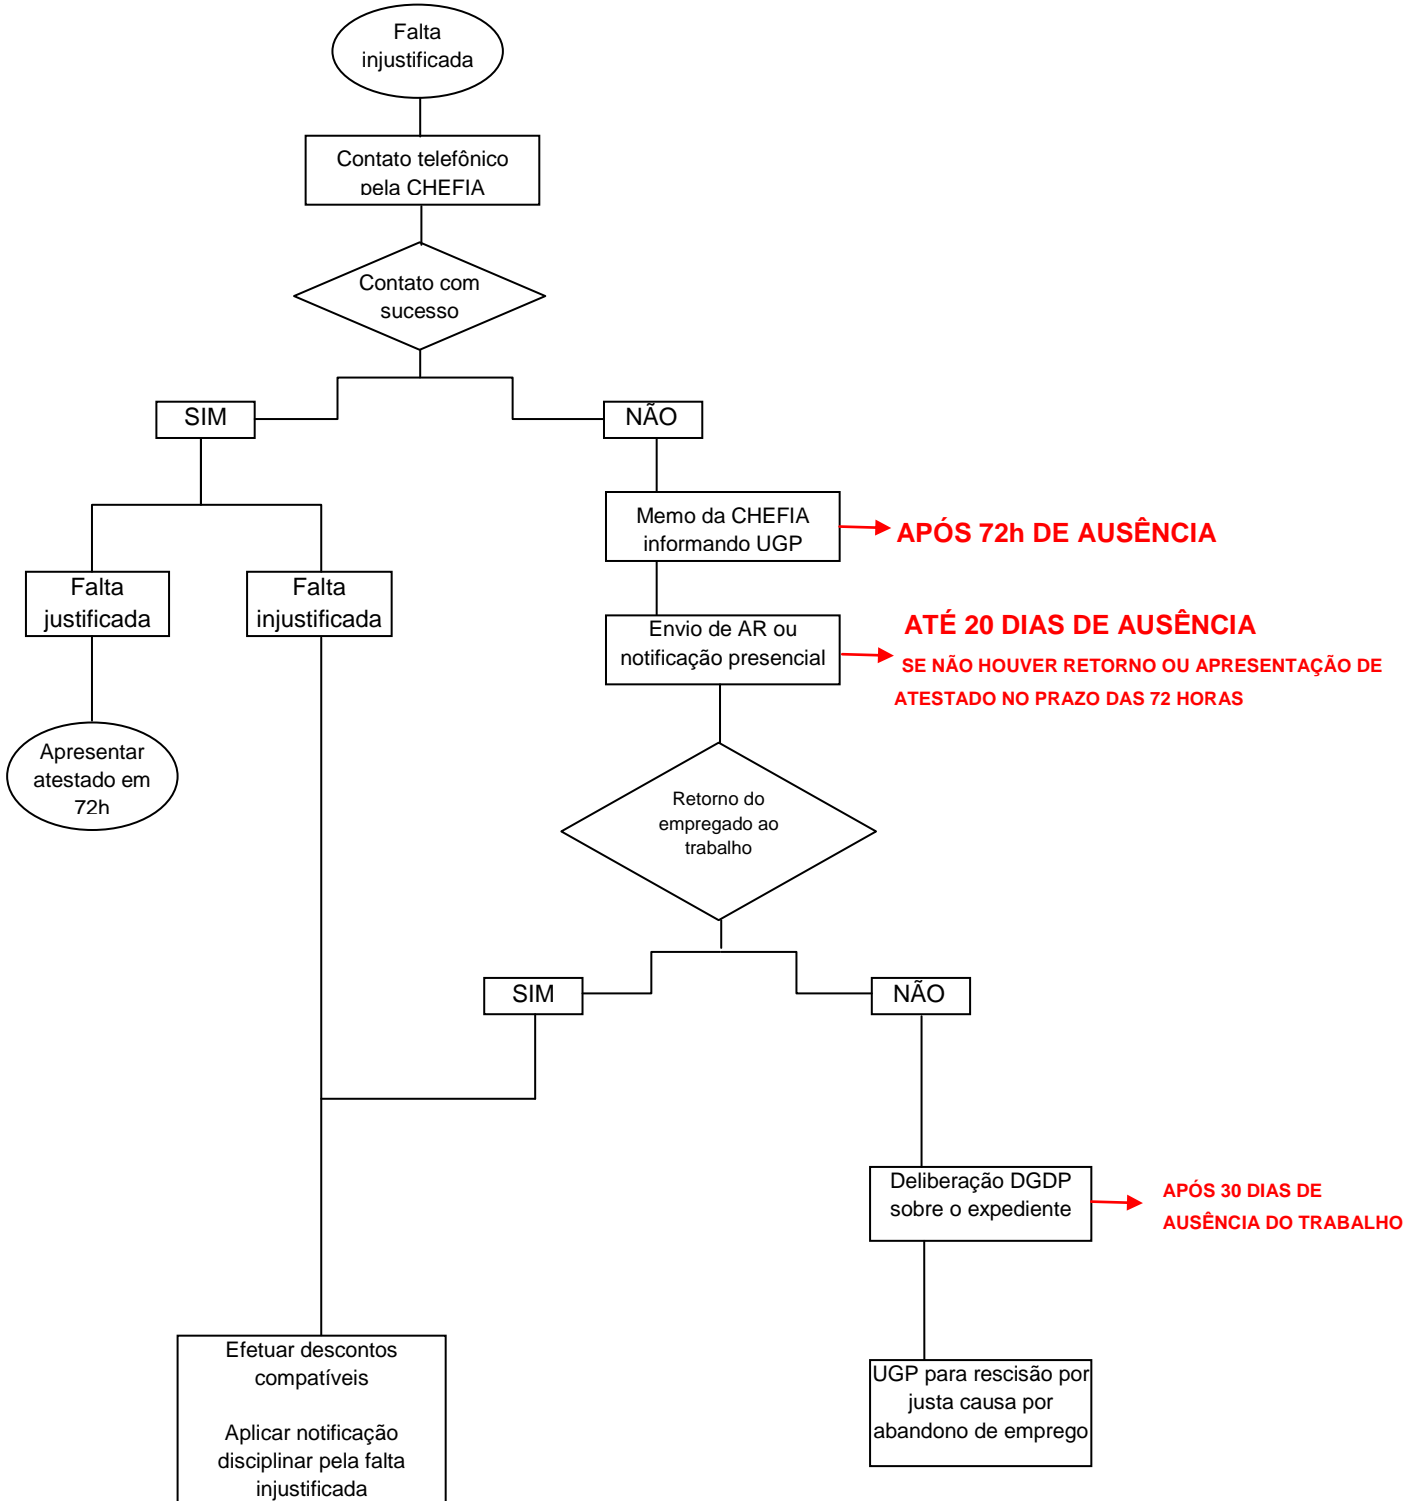 Falta
injustificada
Contato telefônico
pela CHEFIA
Contato com
sucesso
SIM
NÃO
Memo da CHEFIA
informando UGP
APÓS 72h DE AUSÊNCIA
Falta
justificada
Falta
injustificada
Envio de AR ou
notificação presencial
ATÉ 20 DIAS DE AUSÊNCIA
SE NÃO HOUVER RETORNO OU APRESENTAÇÃO DE
ATESTADO NO PRAZO DAS 72 HORAS
Apresentar
atestado em
72h
Retorno do
empregado ao
trabalho
SIM
NÃO
Deliberação DGDP
sobre o expediente
APÓS 30 DIAS DE
AUSÊNCIA DO TRABALHO
Efetuar descontos
compatíveis
Aplicar notificação
disciplinar pela falta
injustificada
UGP para rescisão por
justa causa por
abandono de emprego